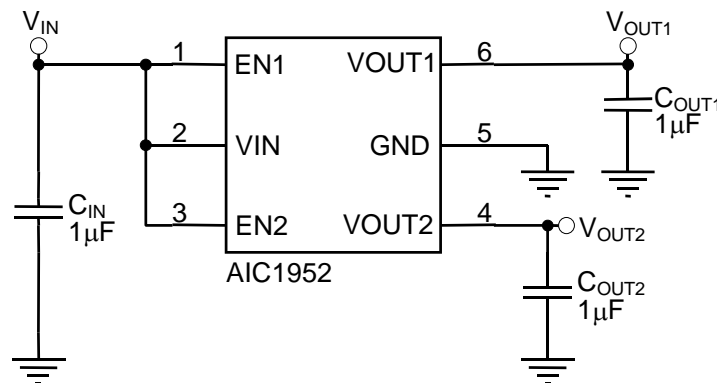 VIN
VOUT1
1
EN1
VOUT1
6
COUT1
1μF
2
VIN
GND
5
CIN
1μF
3
EN2
VOUT2
4
VOUT2
AIC1952
COUT2
1μF